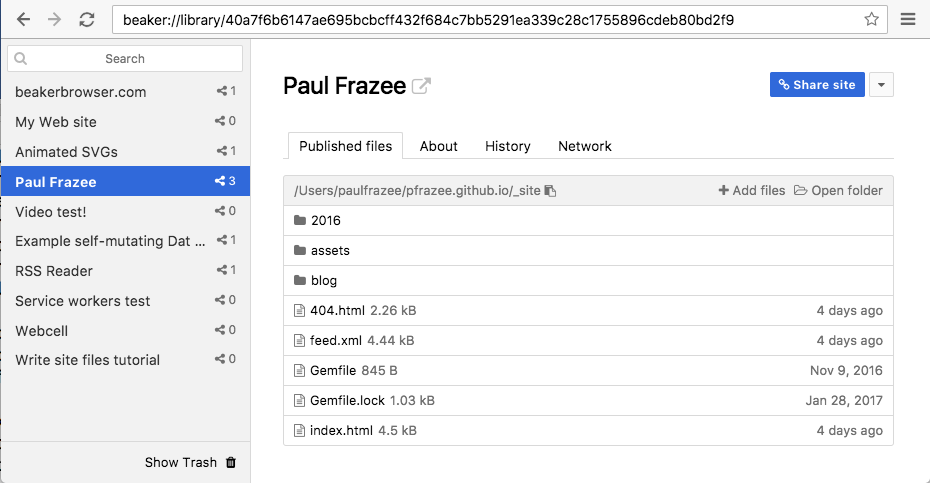 beaker://library/40a7f6b6147ae695bcbcff432f684c7bb5291ea339c28c1755896cdeb80bd2f9
Search
beakerbrowser.com 1
My Web site 0
Animated SVGs 1
Paul Frazee 3
Video test! 0
Example self-mutating Dat ... 1
RSS Reader 1
Service workers test 0
Webcell 0
Write site files tutorial 0
Show Trash
Paul Frazee
Share site
Published files About History Network
/Users/paulfrazee/pfrazee.github.io/_site Add files Open folder
2016
assets
blog
404.html 2.26 kB 4 days ago
feed.xml 4.44 kB 4 days ago
Gemfile 845 B Nov 9, 2016
Gemfile.lock 1.03 kB Jan 28, 2017
index.html 4.5 kB 4 days ago